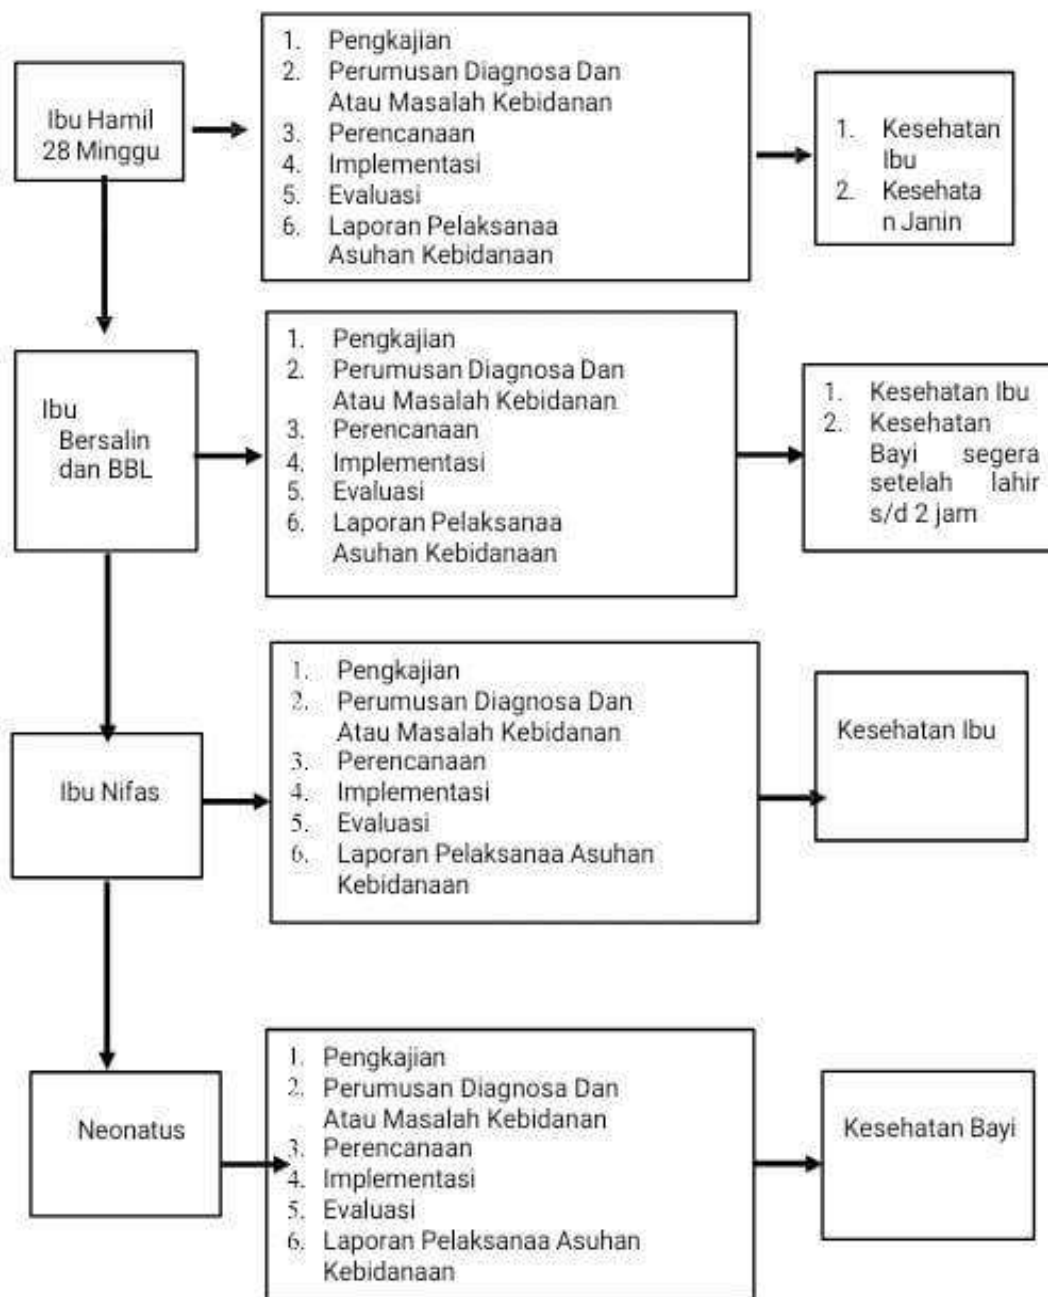 Ibu Hamil
28 Minggu
1. Pengkajian
2. Perumusan Diagnosa Dan
Atau Masalah Kebidanan
3. Perencanaan
4. Implementasi
5. Evaluasi
6. Laporan Pelaksanaa
Asuhan Kebidanaan
1. Kesehatan
Ibu
2. Kesehata
n Janin
Ibu
Bersalin
dan BBL
1. Pengkajian
2. Perumusan Diagnosa Dan
Atau Masalah Kebidanan
3. Perencanaan
4. Implementasi
5. Evaluasi
6. Laporan Pelaksanaa
Asuhan Kebidanaan
1. Kesehatan Ibu
2. Kesehatan
Bayi segera
setelah lahir
s/d 2 jam
Ibu Nifas
1. Pengkajian
2. Perumusan Diagnosa Dan
Atau Masalah Kebidanan
3. Perencanaan
4. Implementasi
5. Evaluasi
6. Laporan Pelaksanaa Asuhan
Kebidanaan
Kesehatan Ibu
Neonatus
1. Pengkajian
2. Perumusan Diagnosa Dan
Atau Masalah Kebidanan
3. Perencanaan
4. Implementasi
5. Evaluasi
6. Laporan Pelaksanaa Asuhan
Kebidanaan
Kesehatan Bayi